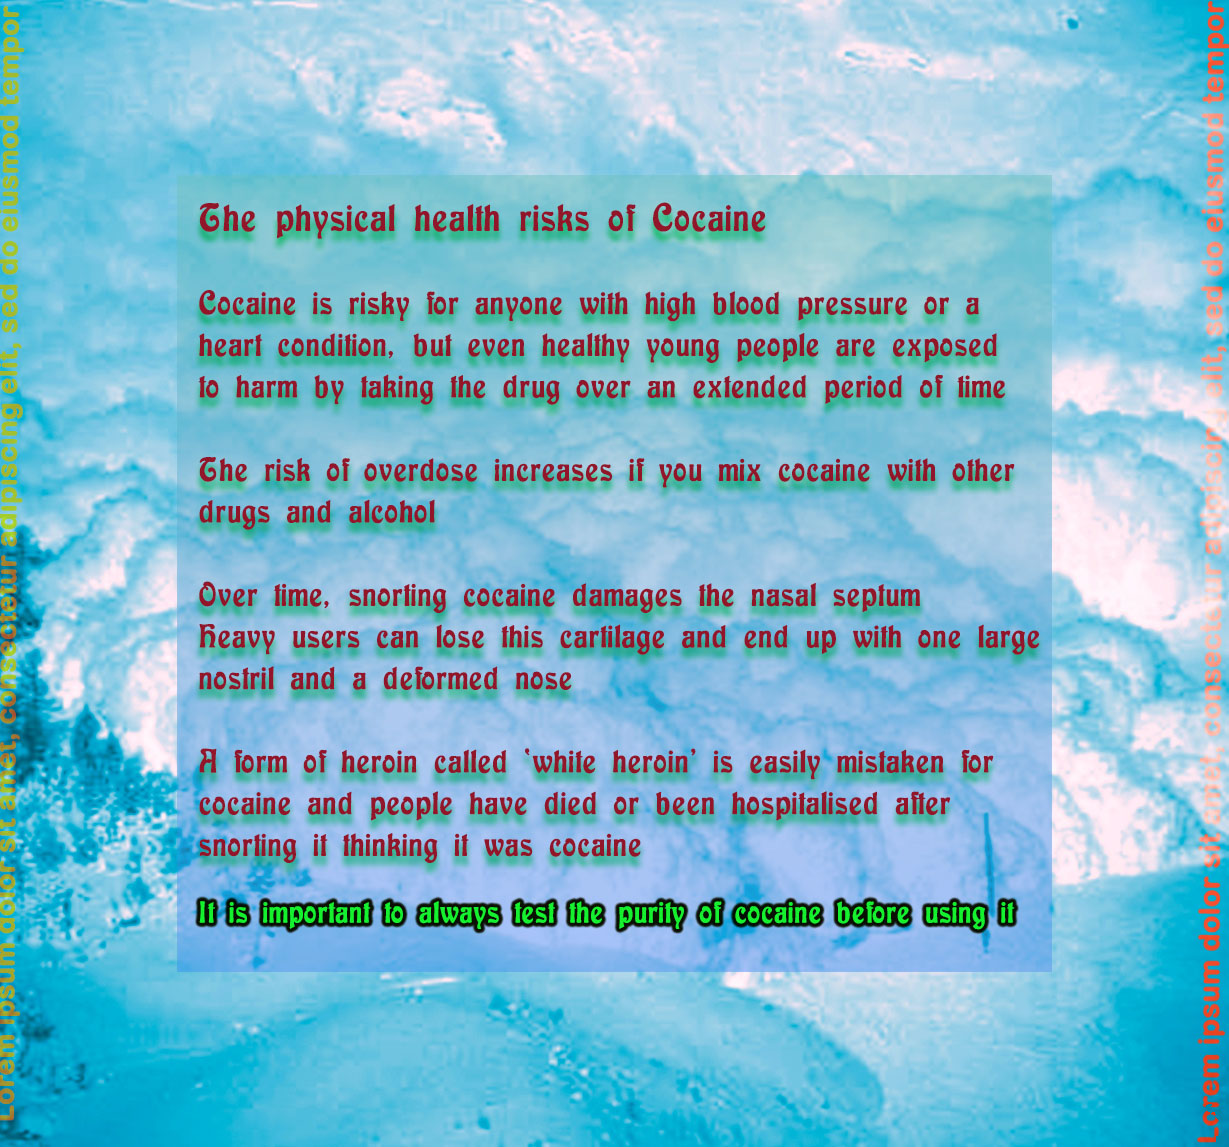 The physical health risks of Cocaine
Cocaine is risky for anyone with high blood pressure or a
heart condition, but even healthy young people are exposed
to harm by taking the drug over an extended period of time
The risk of overdose increases if you mix cocaine with other
drugs and alcohol
Over time, snorting cocaine damages the nasal septum
Heavy users can lose this cartilage and end up with one large
nostril and a deformed nose
A form of heroin called ‘white heroin’ is easily mistaken for
cocaine and people have died or been hospitalised after
snorting it thinking it was cocaine
It is important to always test the purity of cocaine before using it
Lorem ipsum dolor sit amet, consectetur adipiscing elit, sed do eiusmod tempor
Lorem ipsum dolor sit amet, consectetur adipiscing elit, sed do eiusmod tempor